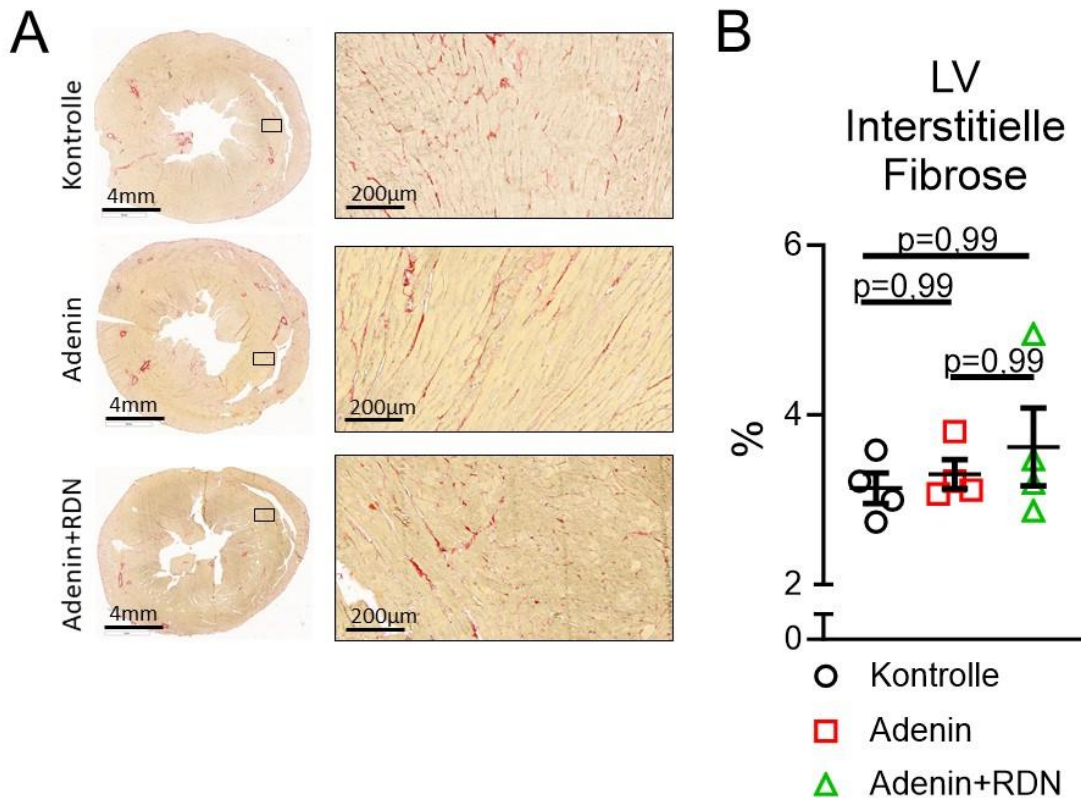 A
Kontrolle
4mm
200µm
Adenin
4mm
200µm
Adenin+RDN
4mm
200µm
B
LV
Interstitielle
Fibrose
%
6
4
2
0
p=0,99
p=0,99
p=0,99
Kontrolle
Adenin
Adenin+RDN